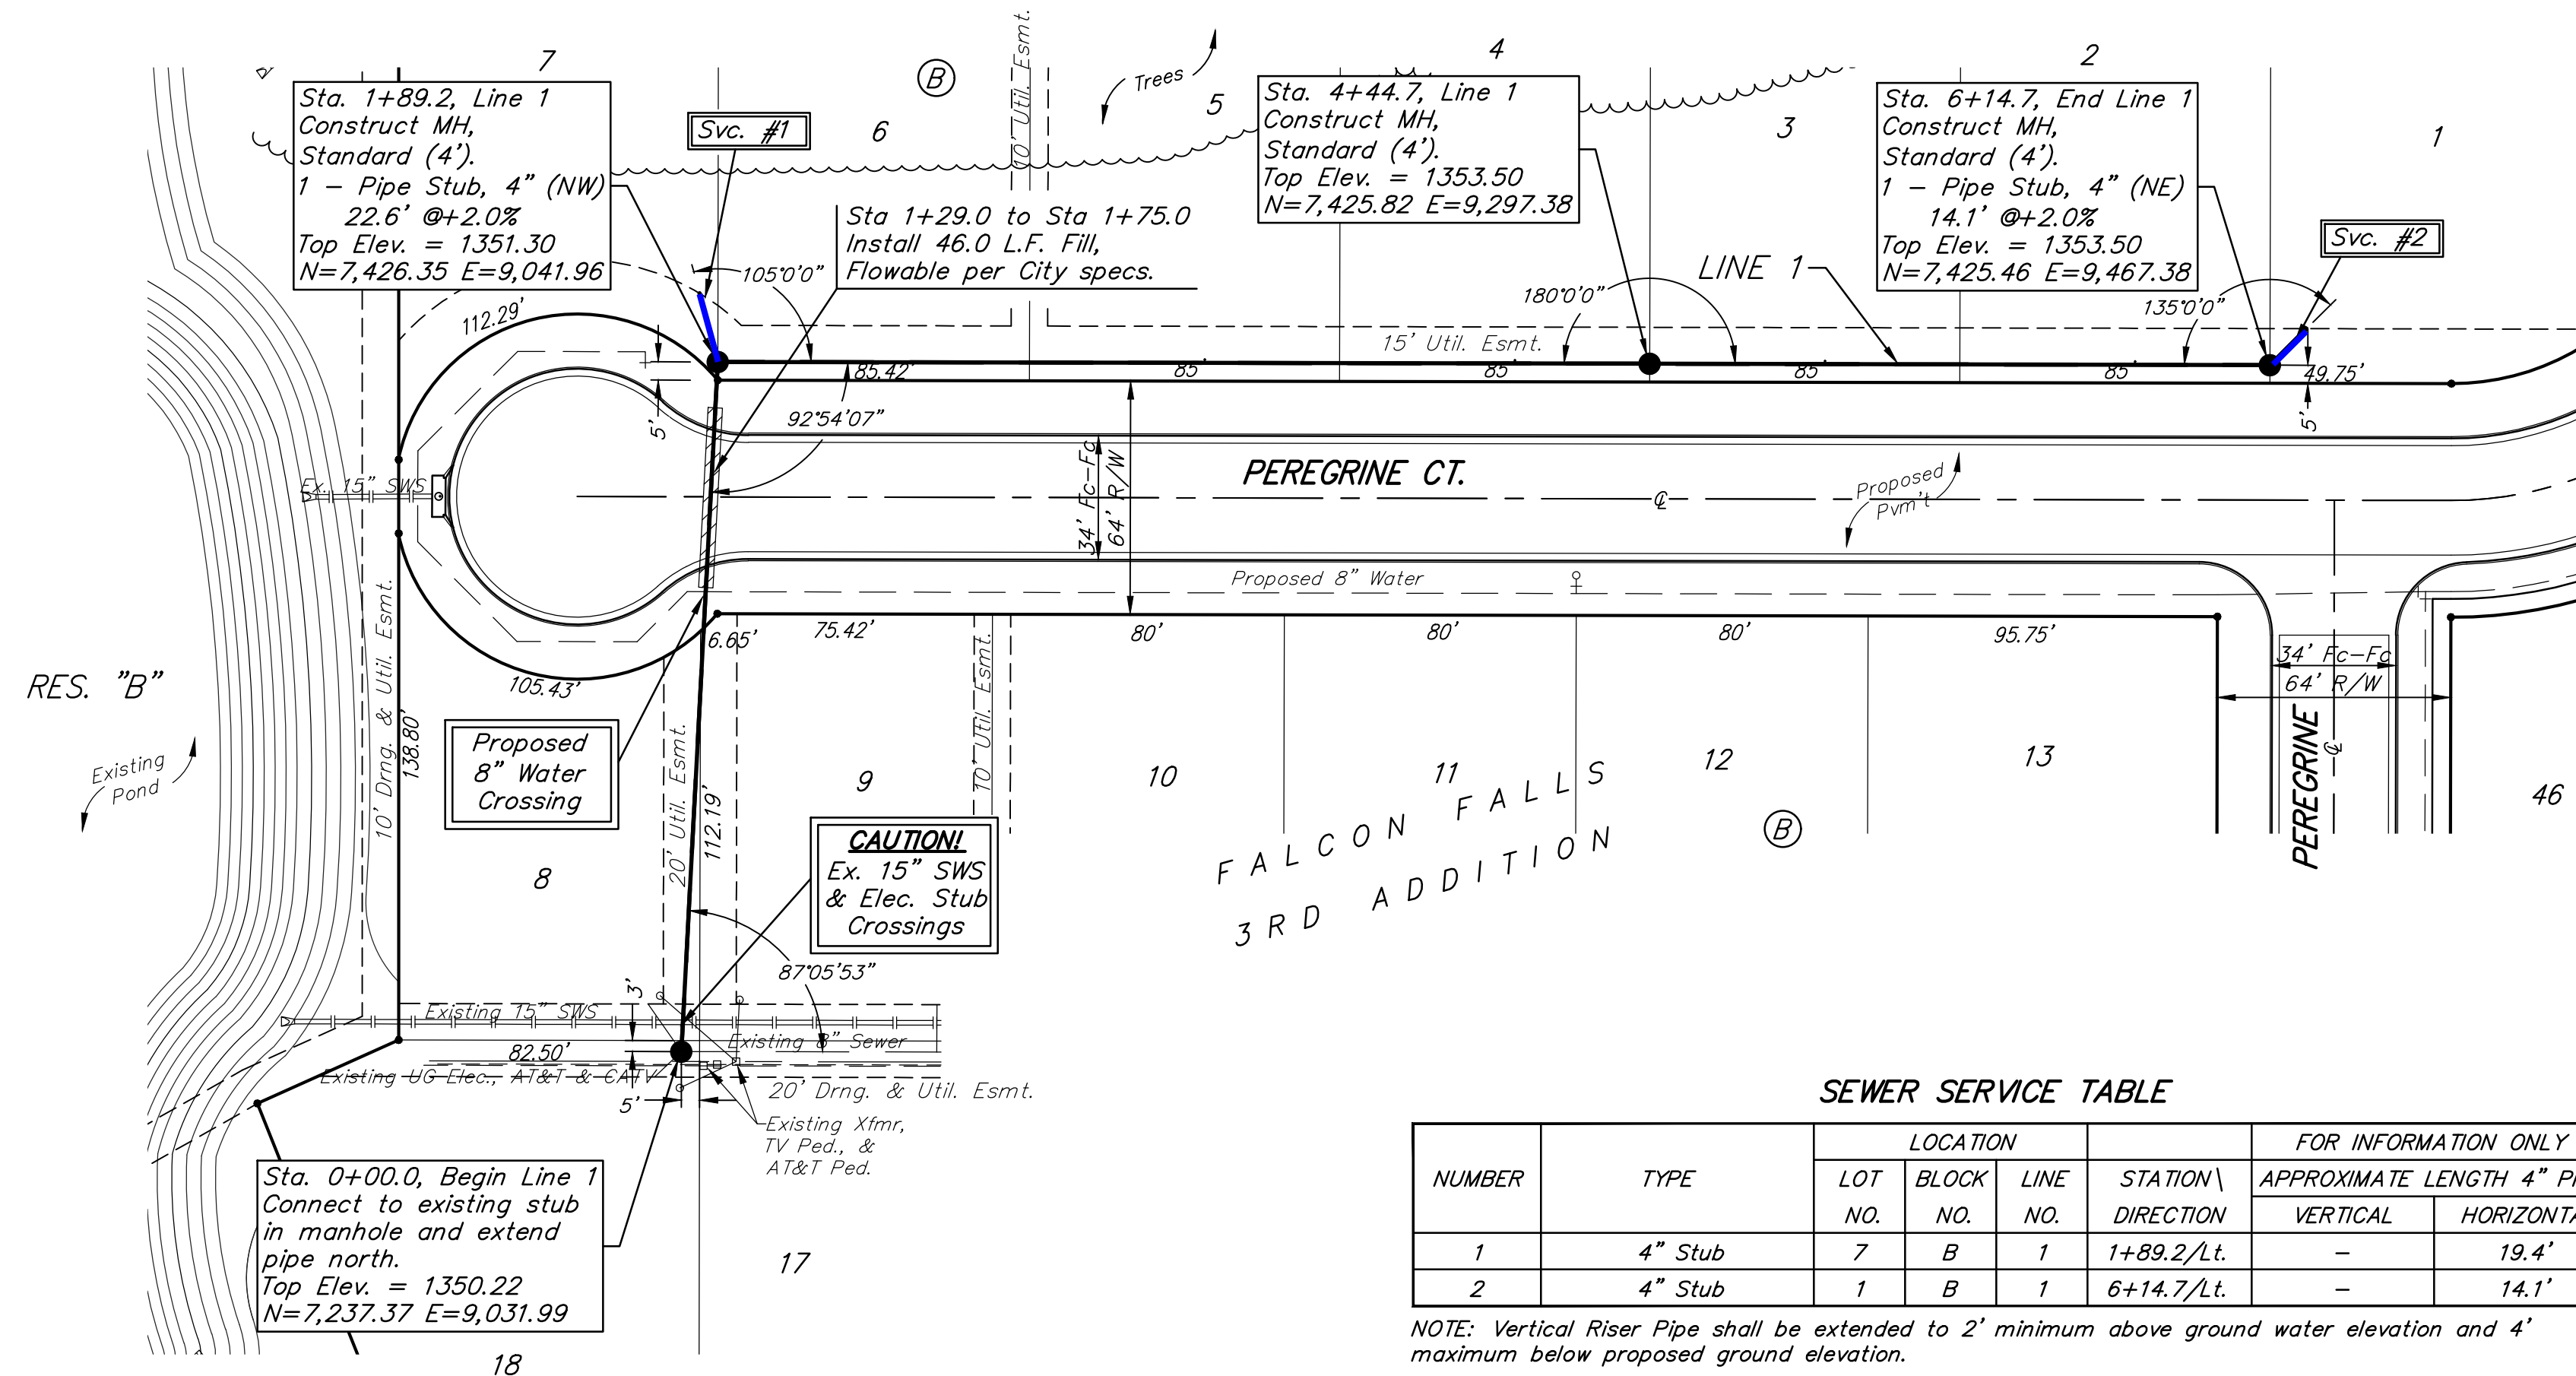 7
B
10' Util. Esmt.
Trees
4
2
Sta. 1+89.2, Line 1
Construct MH,
Standard (4').
1 - Pipe Stub, 4" (NW)
22.6' @+2.0%
Top Elev. = 1351.30
N=7,426.35 E=9,041.96
Svc. #1
6
5
Sta. 4+44.7, Line 1
Construct MH,
Standard (4').
Top Elev. = 1353.50
N=7,425.82 E=9,297.38
3
Sta. 6+14.7, End Line 1
Construct MH,
Standard (4').
1 - Pipe Stub, 4" (NE)
14.1' @+2.0%
Top Elev. = 1353.50
N=7,425.46 E=9,467.38
1
Svc. #2
Sta 1+29.0 to Sta 1+75.0
Install 46.0 L.F. Fill,
Flowable per City specs.
LINE 1
105°0'0"
180°0'0"
135°0'0"
112.29'
15' Util. Esmt.
85.42'
85'
85'
85'
85'
49.75'
5'
92°54'07"
5'
Ex. 15" SWS
34' Fc-Fc
64' R/W
PEREGRINE CT.
℄
Proposed
Pvm't
Proposed 8" Water
6.65'
75.42'
80'
80'
80'
95.75'
34' Fc-Fc
64' R/W
105.43'
RES. "B"
10' Drng. & Util. Esmt.
138.80'
Existing
Pond
Proposed
8" Water
Crossing
20' Util. Esmt.
112.19'
10' Util. Esmt.
9
10
11
12
13
PEREGRINE
℄
46
FALCON FALLS
3RD ADDITION
B
8
CAUTION!
Ex. 15" SWS
& Elec. Stub
Crossings
87°05'53"
3'
Existing 15" SWS
Existing 8" Sewer
82.50'
Existing UG Elec., AT&T & CATV
20' Drng. & Util. Esmt.
5'
Existing Xfmr,
TV Ped., &
AT&T Ped.
Sta. 0+00.0, Begin Line 1
Connect to existing stub
in manhole and extend
pipe north.
Top Elev. = 1350.22
N=7,237.37 E=9,031.99
17
18
SEWER SERVICE TABLE
LOCATION FOR INFORMATION ONLY
NUMBER TYPE LOT BLOCK LINE STATION\ APPROXIMATE LENGTH 4"
NO. NO. NO. DIRECTION VERTICAL HORIZONTA
1 4" Stub 7 B 1 1+89.2/Lt. - 19.4'
2 4" Stub 1 B 1 6+14.7/Lt. - 14.1'
NOTE: Vertical Riser Pipe shall be extended to 2' minimum above ground water elevation and 4'
maximum below proposed ground elevation.